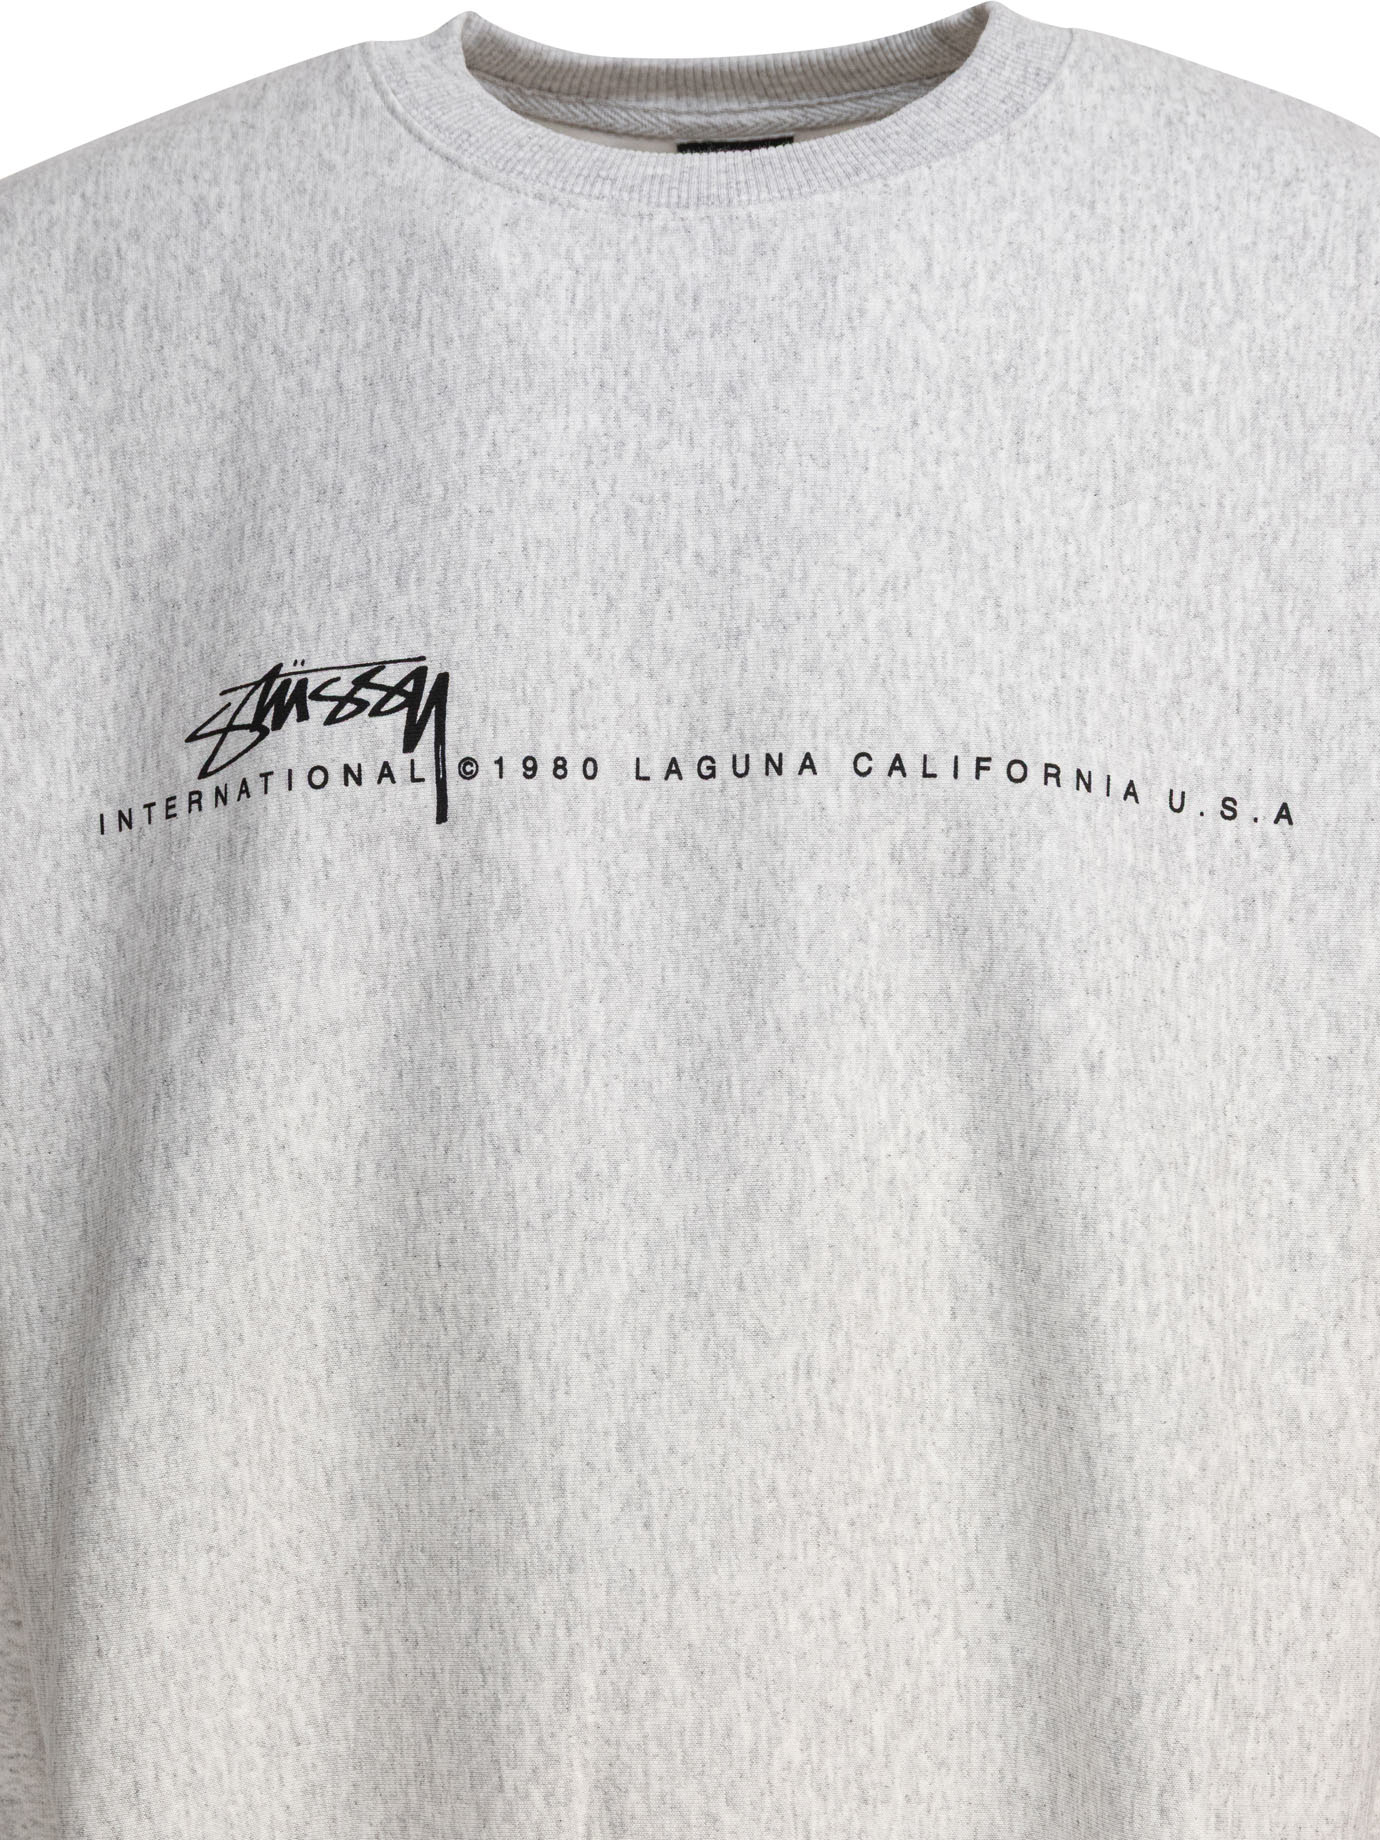 Stüssy
INTERNATIONAL ©1980 LAGUNA CALIFORNIA U.S.A